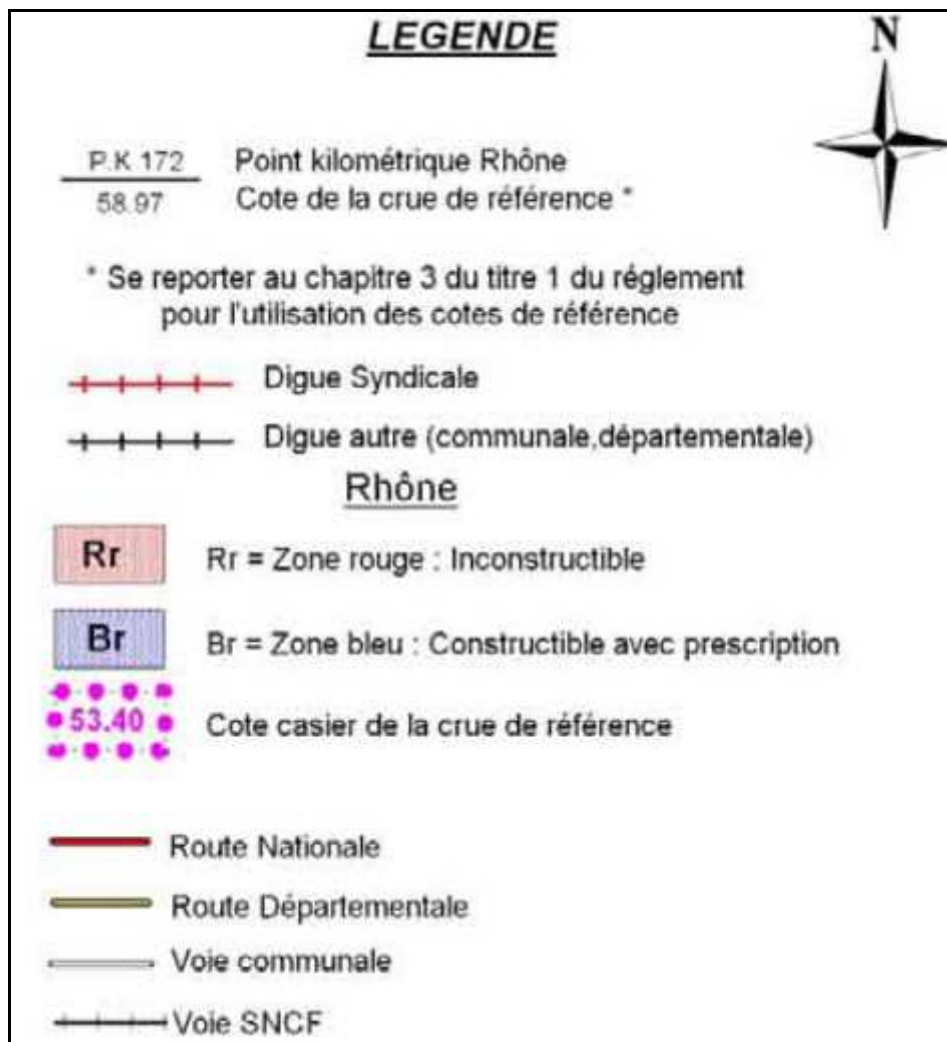 LEGENDE
N
P.K 172
58.97
Point kilométrique Rhône
Cote de la crue de référence *
* Se reporter au chapitre 3 du titre 1 du réglement
pour l'utilisation des cotes de référence
Digue Syndicale
Digue autre (communale,départementale)
Rhône
Rr
Rr = Zone rouge : Inconstructible
Br
Br = Zone bleu : Constructible avec prescription
53.40
Cote casier de la crue de référence
Route Nationale
Route Départementale
Voie communale
Voie SNCF